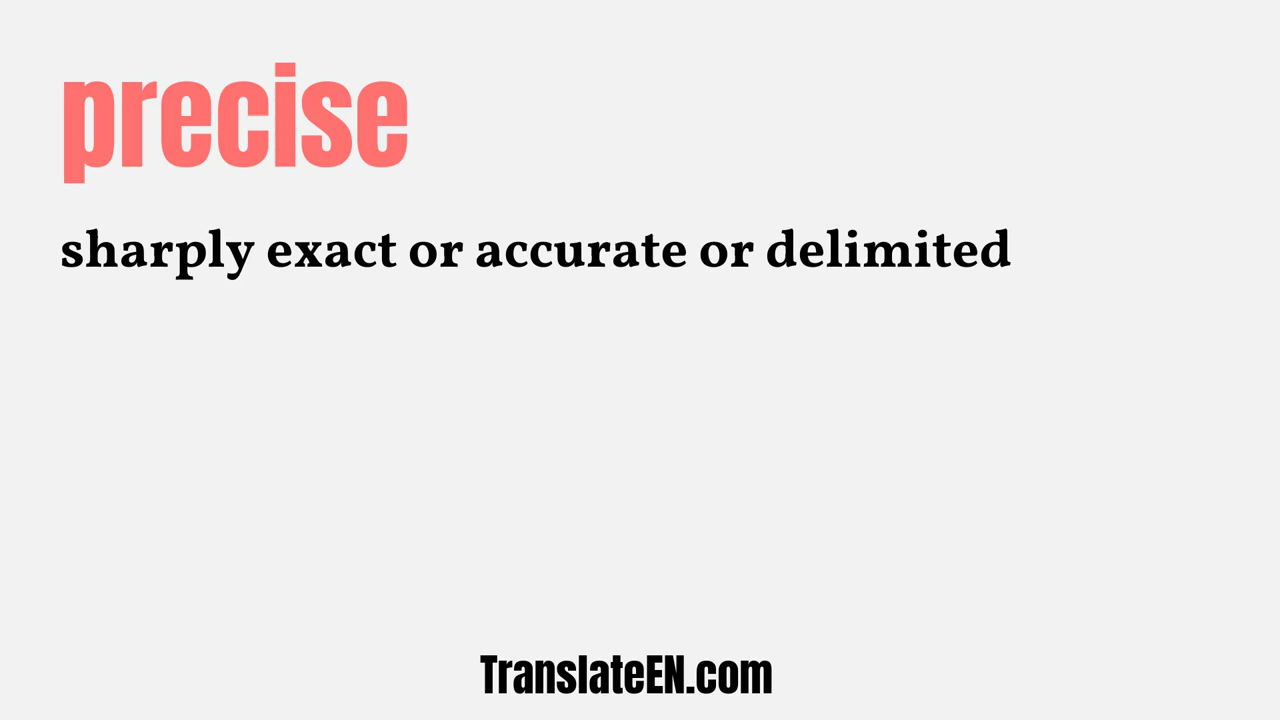 precise
sharply exact or accurate or delimited
TranslateEN.com